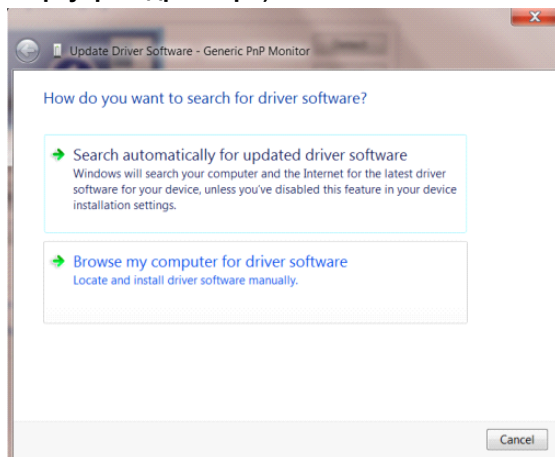 Update Driver Software - Generic PnP Monitor
How do you want to search for driver software?
Search automatically for updated driver software
Windows will search your computer and the Internet for the latest driver
software for your device, unless you've disabled this feature in your device
installation settings.
Browse my computer for driver software
Locate and install driver software manually.
Cancel